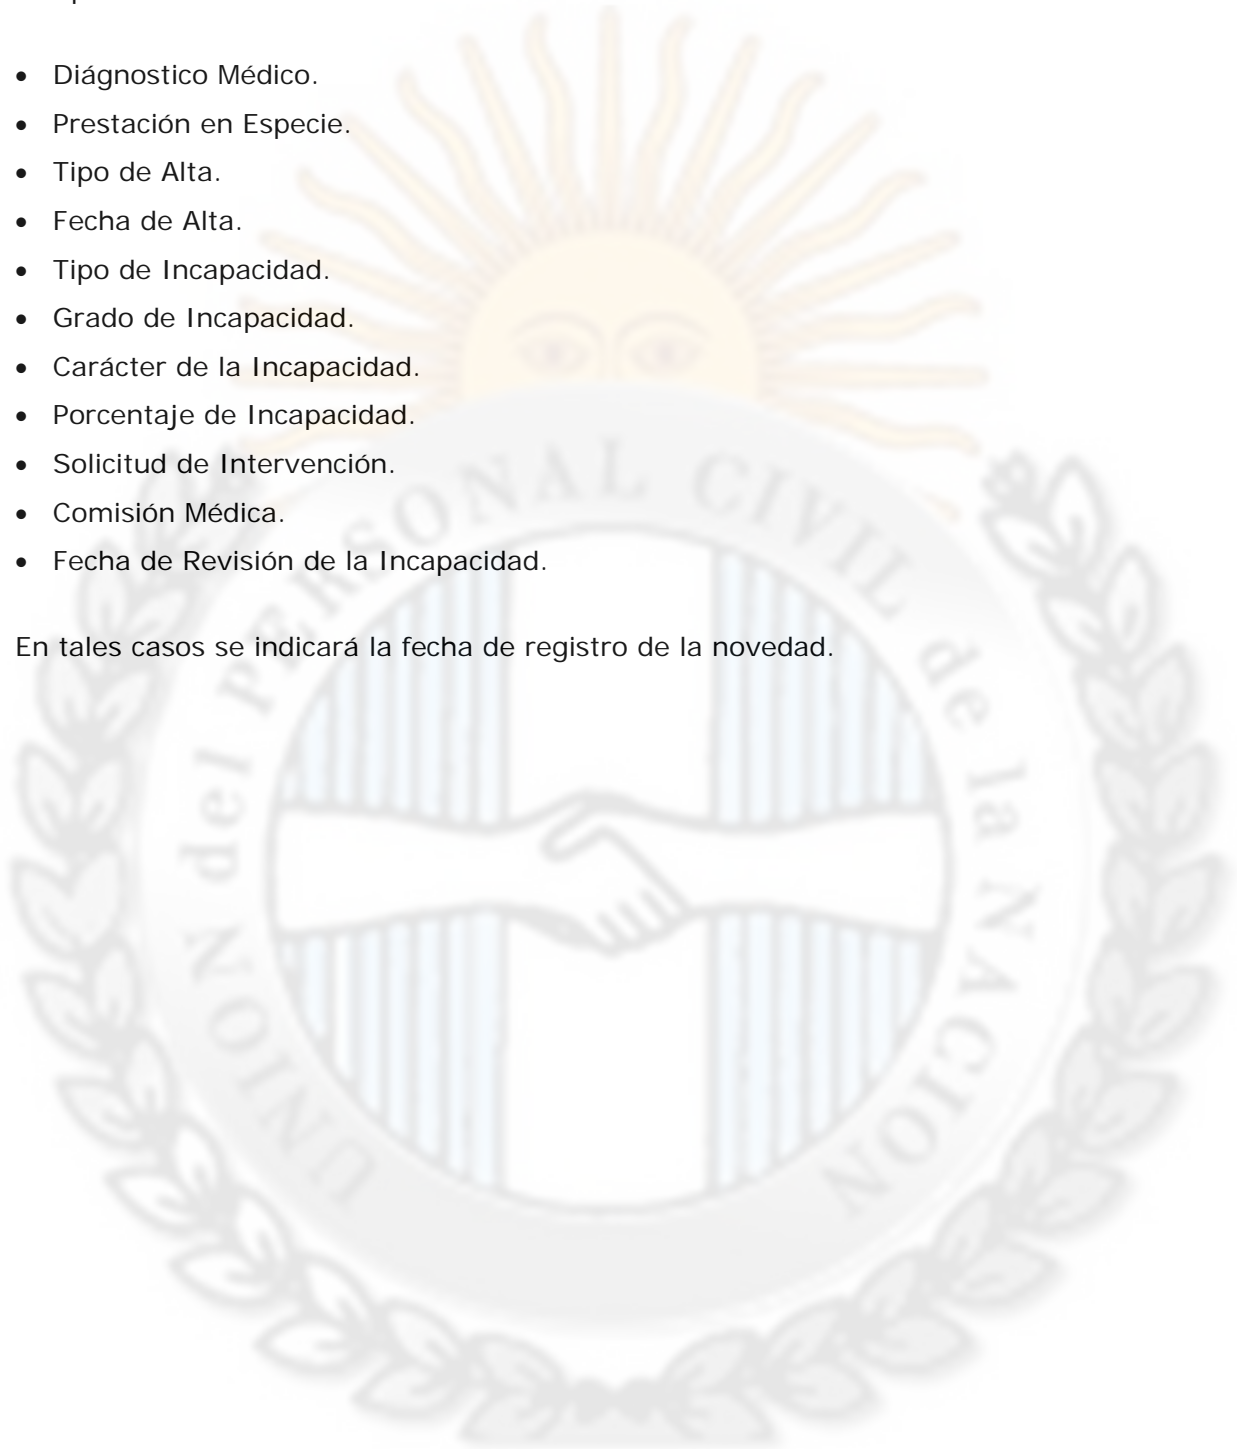 • Diágnostico Médico.
• Prestación en Especie.
• Tipo de Alta.
• Fecha de Alta.
• Tipo de Incapacidad.
• Grado de Incapacidad.
• Carácter de la Incapacidad.
• Porcentaje de Incapacidad.
• Solicitud de Intervención.
• Comisión Médica.
• Fecha de Revisión de la Incapacidad.
En tales casos se indicará la fecha de registro de la novedad.
UNION del PERSONAL CIVIL de la NACION